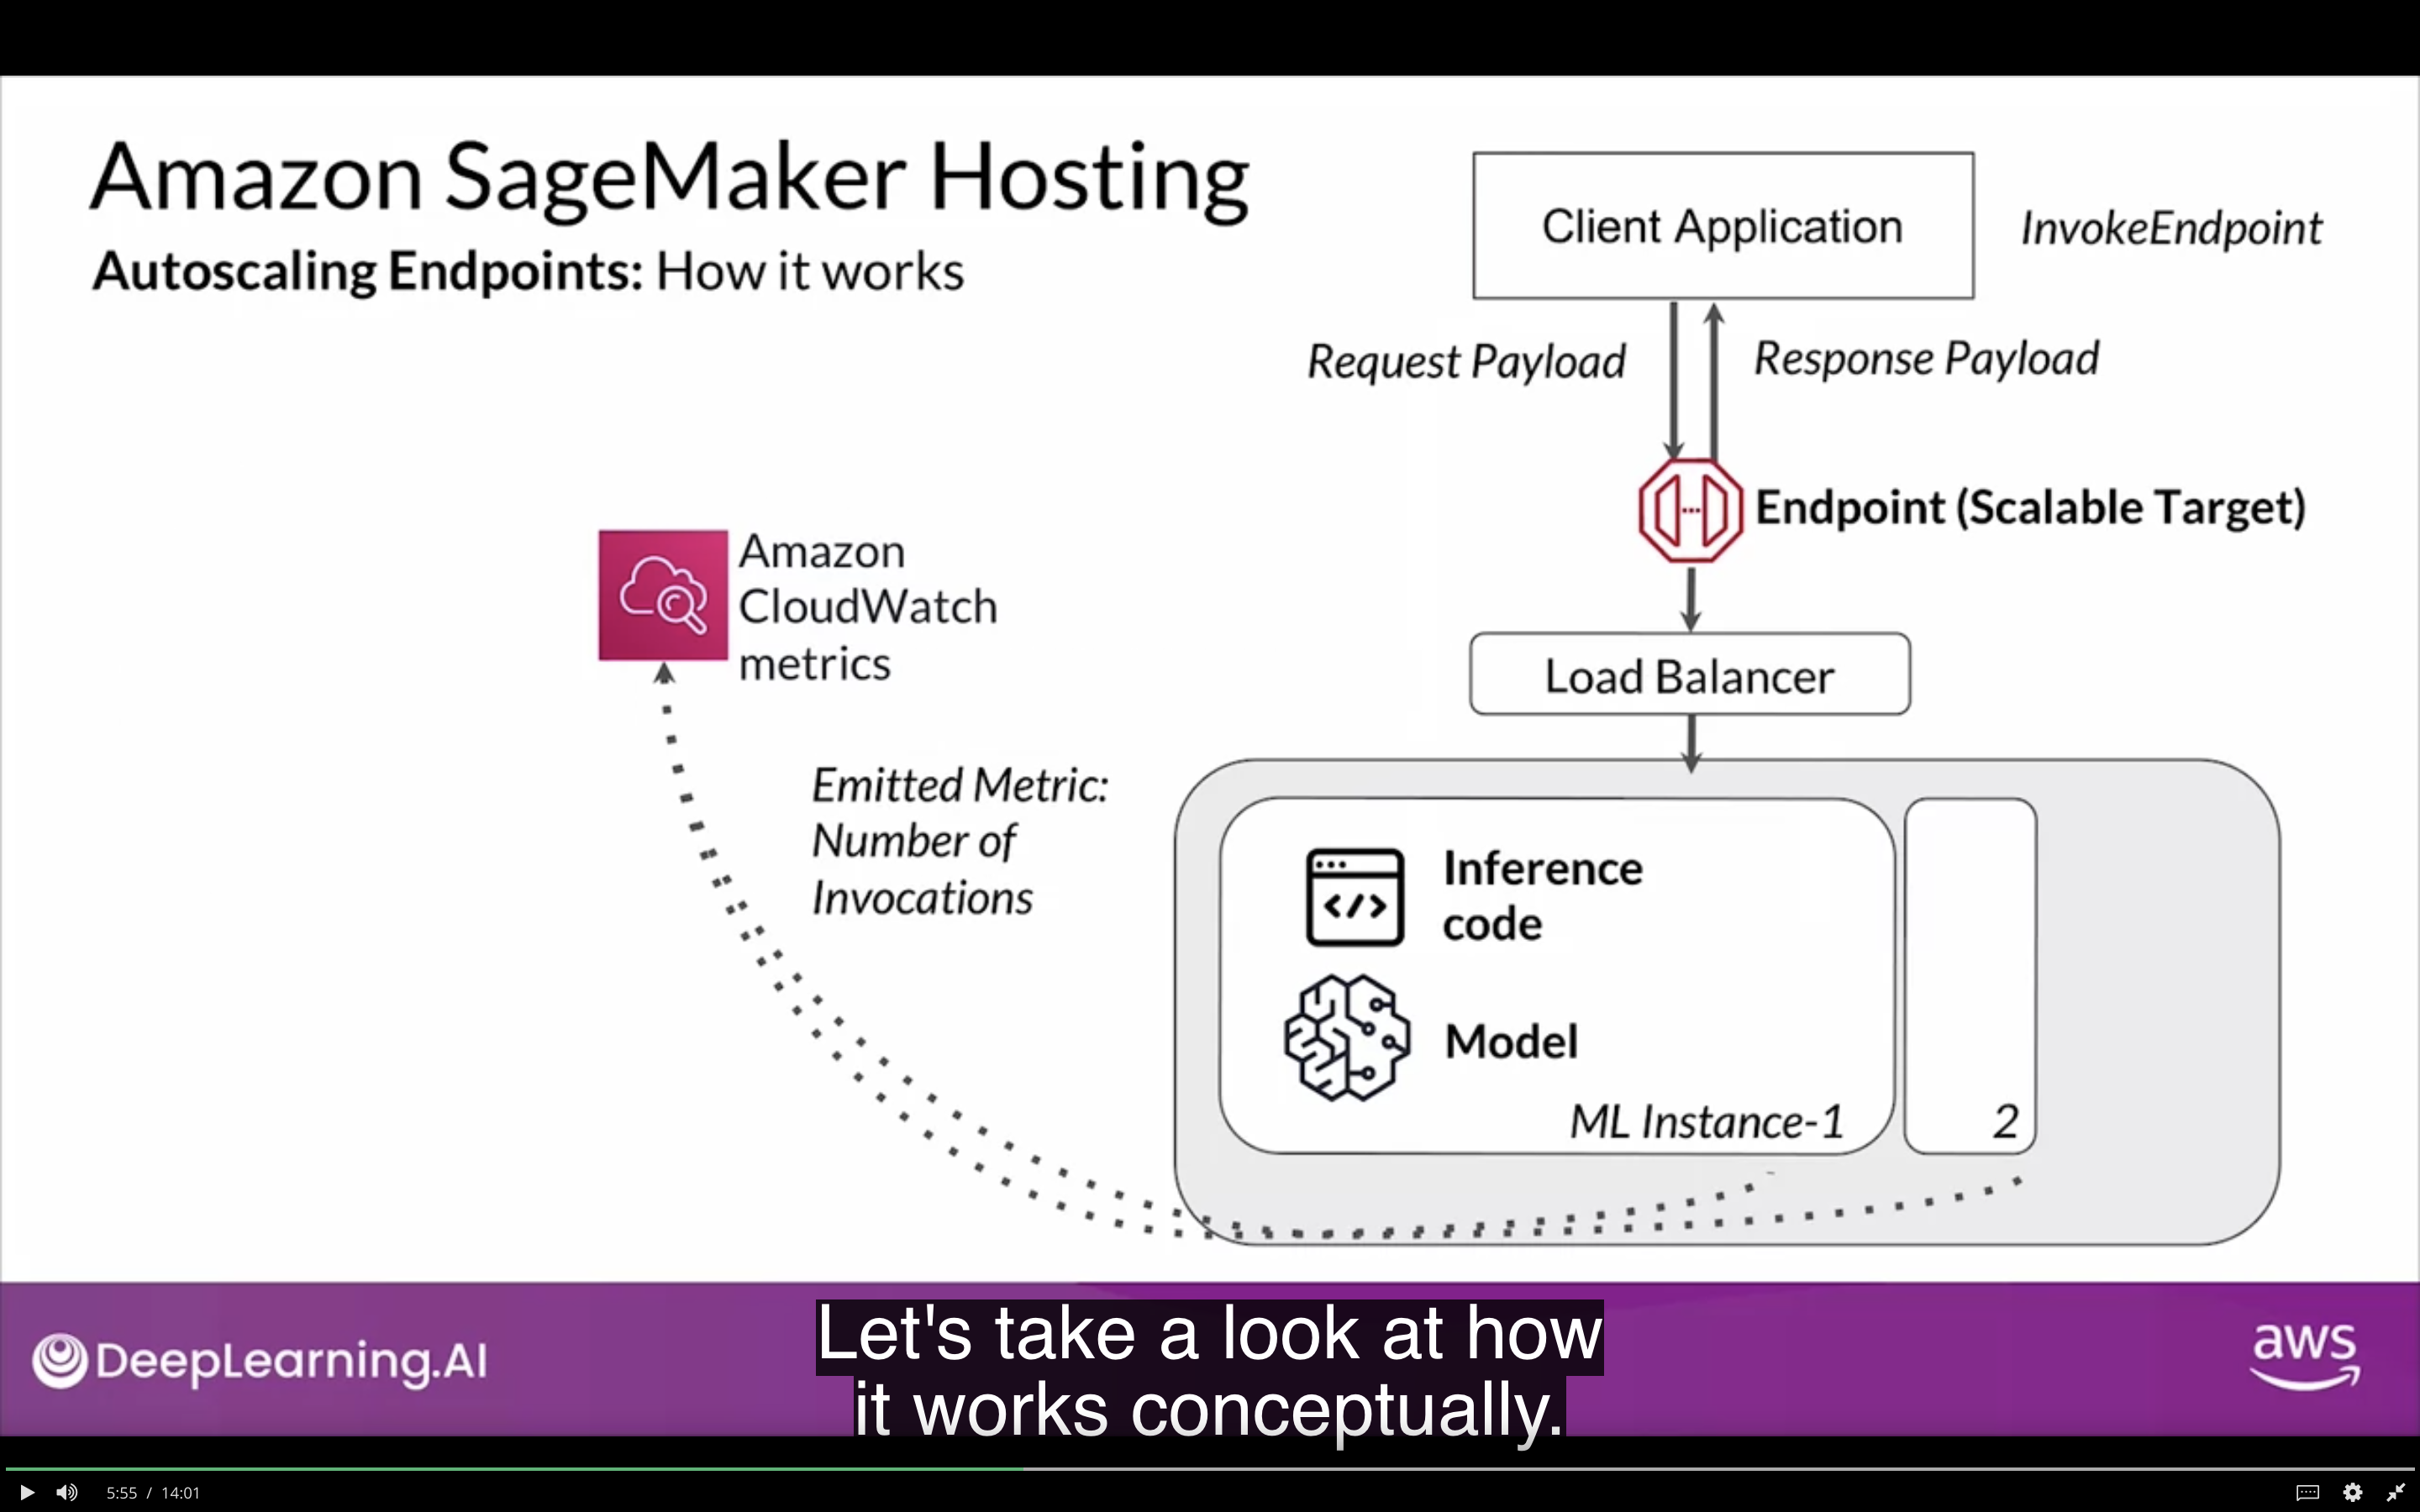 Amazon SageMaker Hosting
Autoscaling Endpoints: How it works
Client Application
InvokeEndpoint
Request Payload
Response Payload
Endpoint (Scalable Target)
Amazon
CloudWatch
metrics
Load Balancer
Emitted Metric:
Number of
Invocations
Inference
code
Model
ML Instance-1
2
DeepLearning.AI
Let's take a look at how
it works conceptually.
aws
5:55 / 14:01